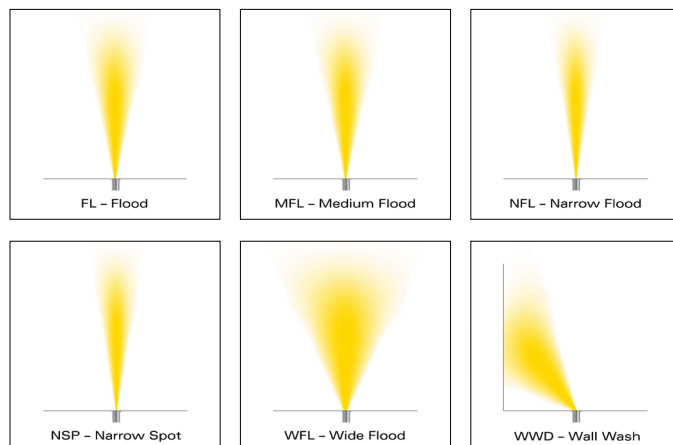 FL – Flood
MFL – Medium Flood
NFL – Narrow Flood
NSP – Narrow Spot
WFL – Wide Flood
WWD – Wall Wash